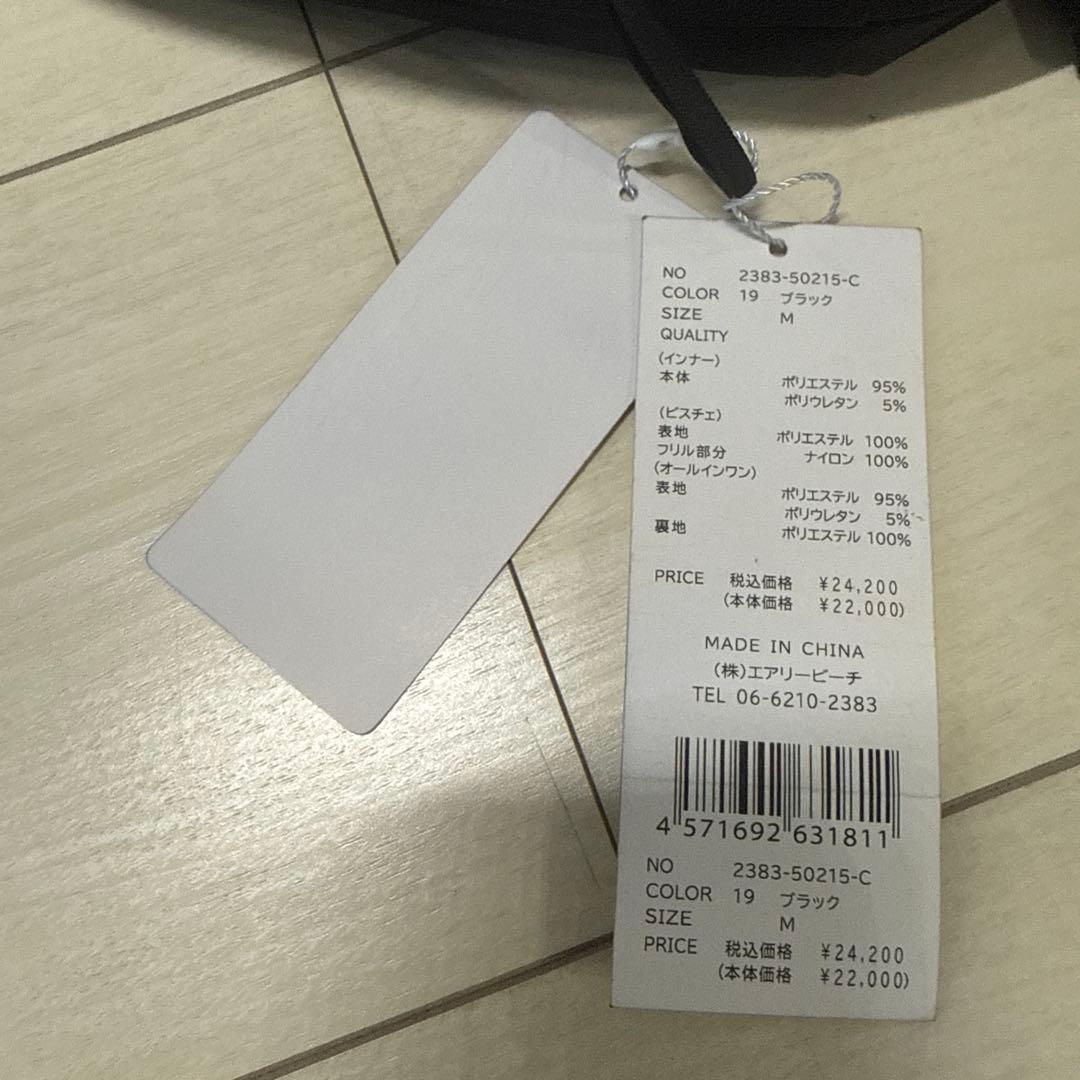 NO 2383-50215-C
COLOR 19 ブラック
SIZE M
QUALITY
(インナー)
本体 ポリエステル 95%
ポリウレタン 5%
(ビスチェ)
表地 ポリエステル 100%
フリル部分 ナイロン 100%
(オールインワン)
表地 ポリエステル 95%
ポリウレタン 5%
裏地 ポリエステル 100%
PRICE 税込価格 ¥24,200
(本体価格 ¥22,000)
MADE IN CHINA
(株)エアリービーチ
TEL 06-6210-2383
4 571692 631811
NO 2383-50215-C
COLOR 19 ブラック
SIZE M
PRICE 税込価格 ¥24,200
(本体価格 ¥22,000)